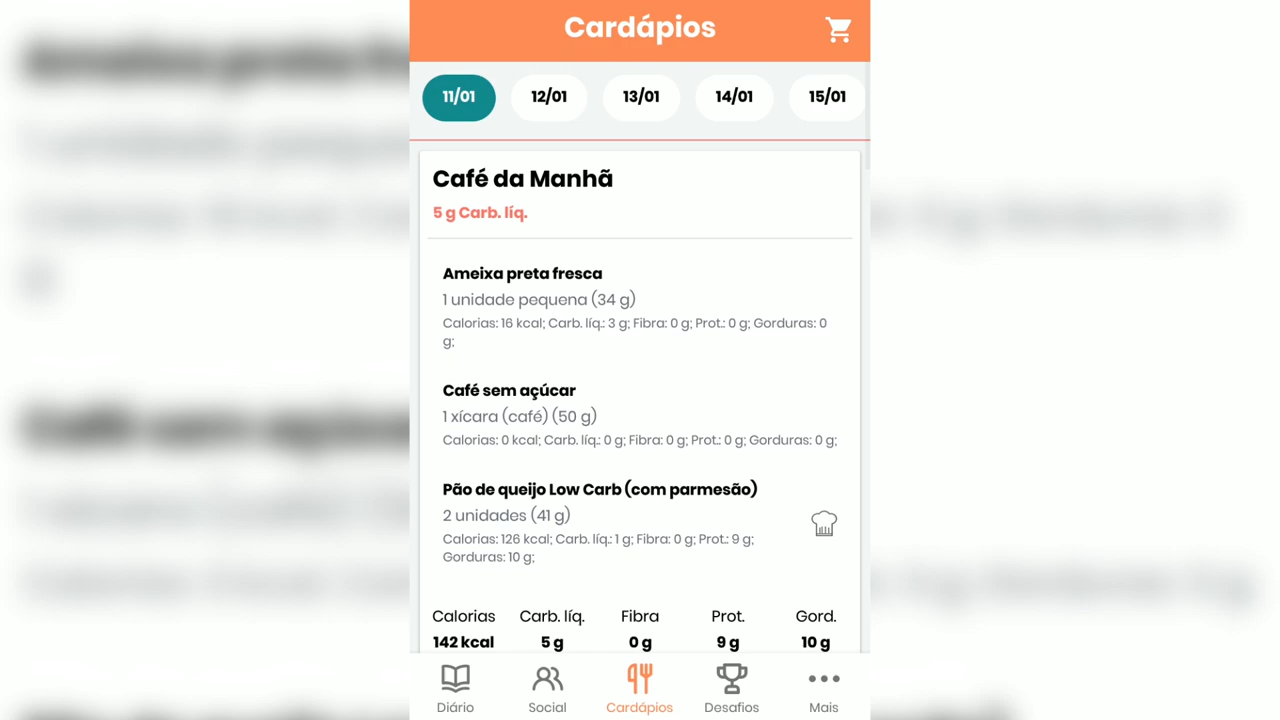 Cardápios
11/01 12/01 13/01 14/01 15/01
Café da Manhã
5 g Carb. líq.
Ameixa preta fresca
1 unidade pequena (34 g)
Calorias: 16 kcal; Carb. líq.: 3 g; Fibra: 0 g; Prot.: 0 g; Gorduras: 0
g;
Café sem açúcar
1 xícara (café) (50 g)
Calorias: 0 kcal; Carb. líq.: 0 g; Fibra: 0 g; Prot.: 0 g; Gorduras: 0 g;
Pão de queijo Low Carb (com parmesão)
2 unidades (41 g)
Calorias: 126 kcal; Carb. líq.: 1 g; Fibra: 0 g; Prot.: 9 g;
Gorduras: 10 g;
Calorias Carb. líq. Fibra Prot. Gord.
142 kcal 5 g 0 g 9 g 10 g
Diário Social Cardápios Desafios Mais